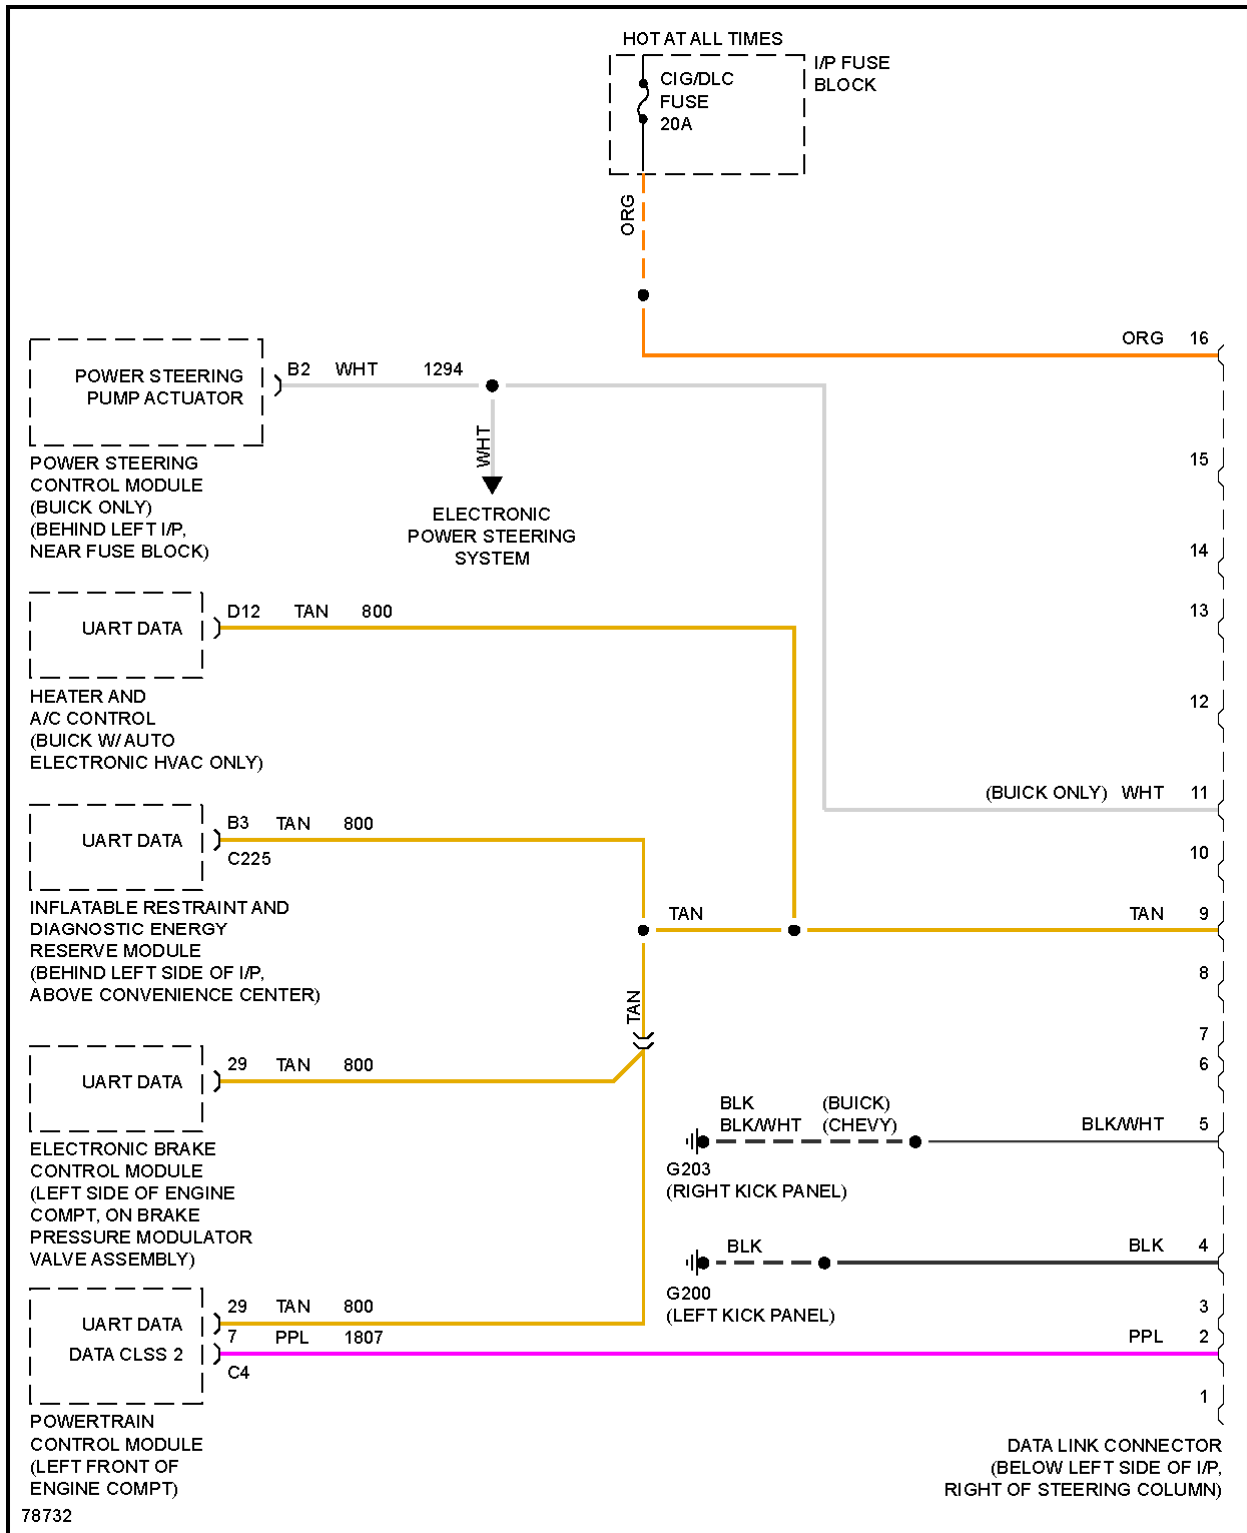 HOT AT ALL TIMES
CIG/DLC
FUSE
20A
I/P FUSE
BLOCK
ORG
ORG 16
POWER STEERING
PUMP ACTUATOR
B2 WHT 1294
WHT
POWER STEERING
CONTROL MODULE
(BUICK ONLY)
(BEHIND LEFT I/P,
NEAR FUSE BLOCK)
ELECTRONIC
POWER STEERING
SYSTEM
15
14
UART DATA
D12 TAN 800
13
HEATER AND
A/C CONTROL
(BUICK W/ AUTO
ELECTRONIC HVAC ONLY)
12
(BUICK ONLY) WHT 11
UART DATA
B3 TAN 800
C225
10
INFLATABLE RESTRAINT AND
DIAGNOSTIC ENERGY
RESERVE MODULE
(BEHIND LEFT SIDE OF I/P,
ABOVE CONVENIENCE CENTER)
TAN
TAN 9
8
TAN
7
UART DATA
29 TAN 800
6
BLK (BUICK)
BLK/WHT (CHEVY)
BLK/WHT 5
G203
(RIGHT KICK PANEL)
ELECTRONIC BRAKE
CONTROL MODULE
(LEFT SIDE OF ENGINE
COMPT, ON BRAKE
PRESSURE MODULATOR
VALVE ASSEMBLY)
BLK
BLK 4
G200
(LEFT KICK PANEL)
UART DATA
29 TAN 800
3
DATA CLSS 2
7 PPL 1807
C4
PPL 2
1
POWERTRAIN
CONTROL MODULE
(LEFT FRONT OF
ENGINE COMPT)
DATA LINK CONNECTOR
(BELOW LEFT SIDE OF I/P,
RIGHT OF STEERING COLUMN)
78732